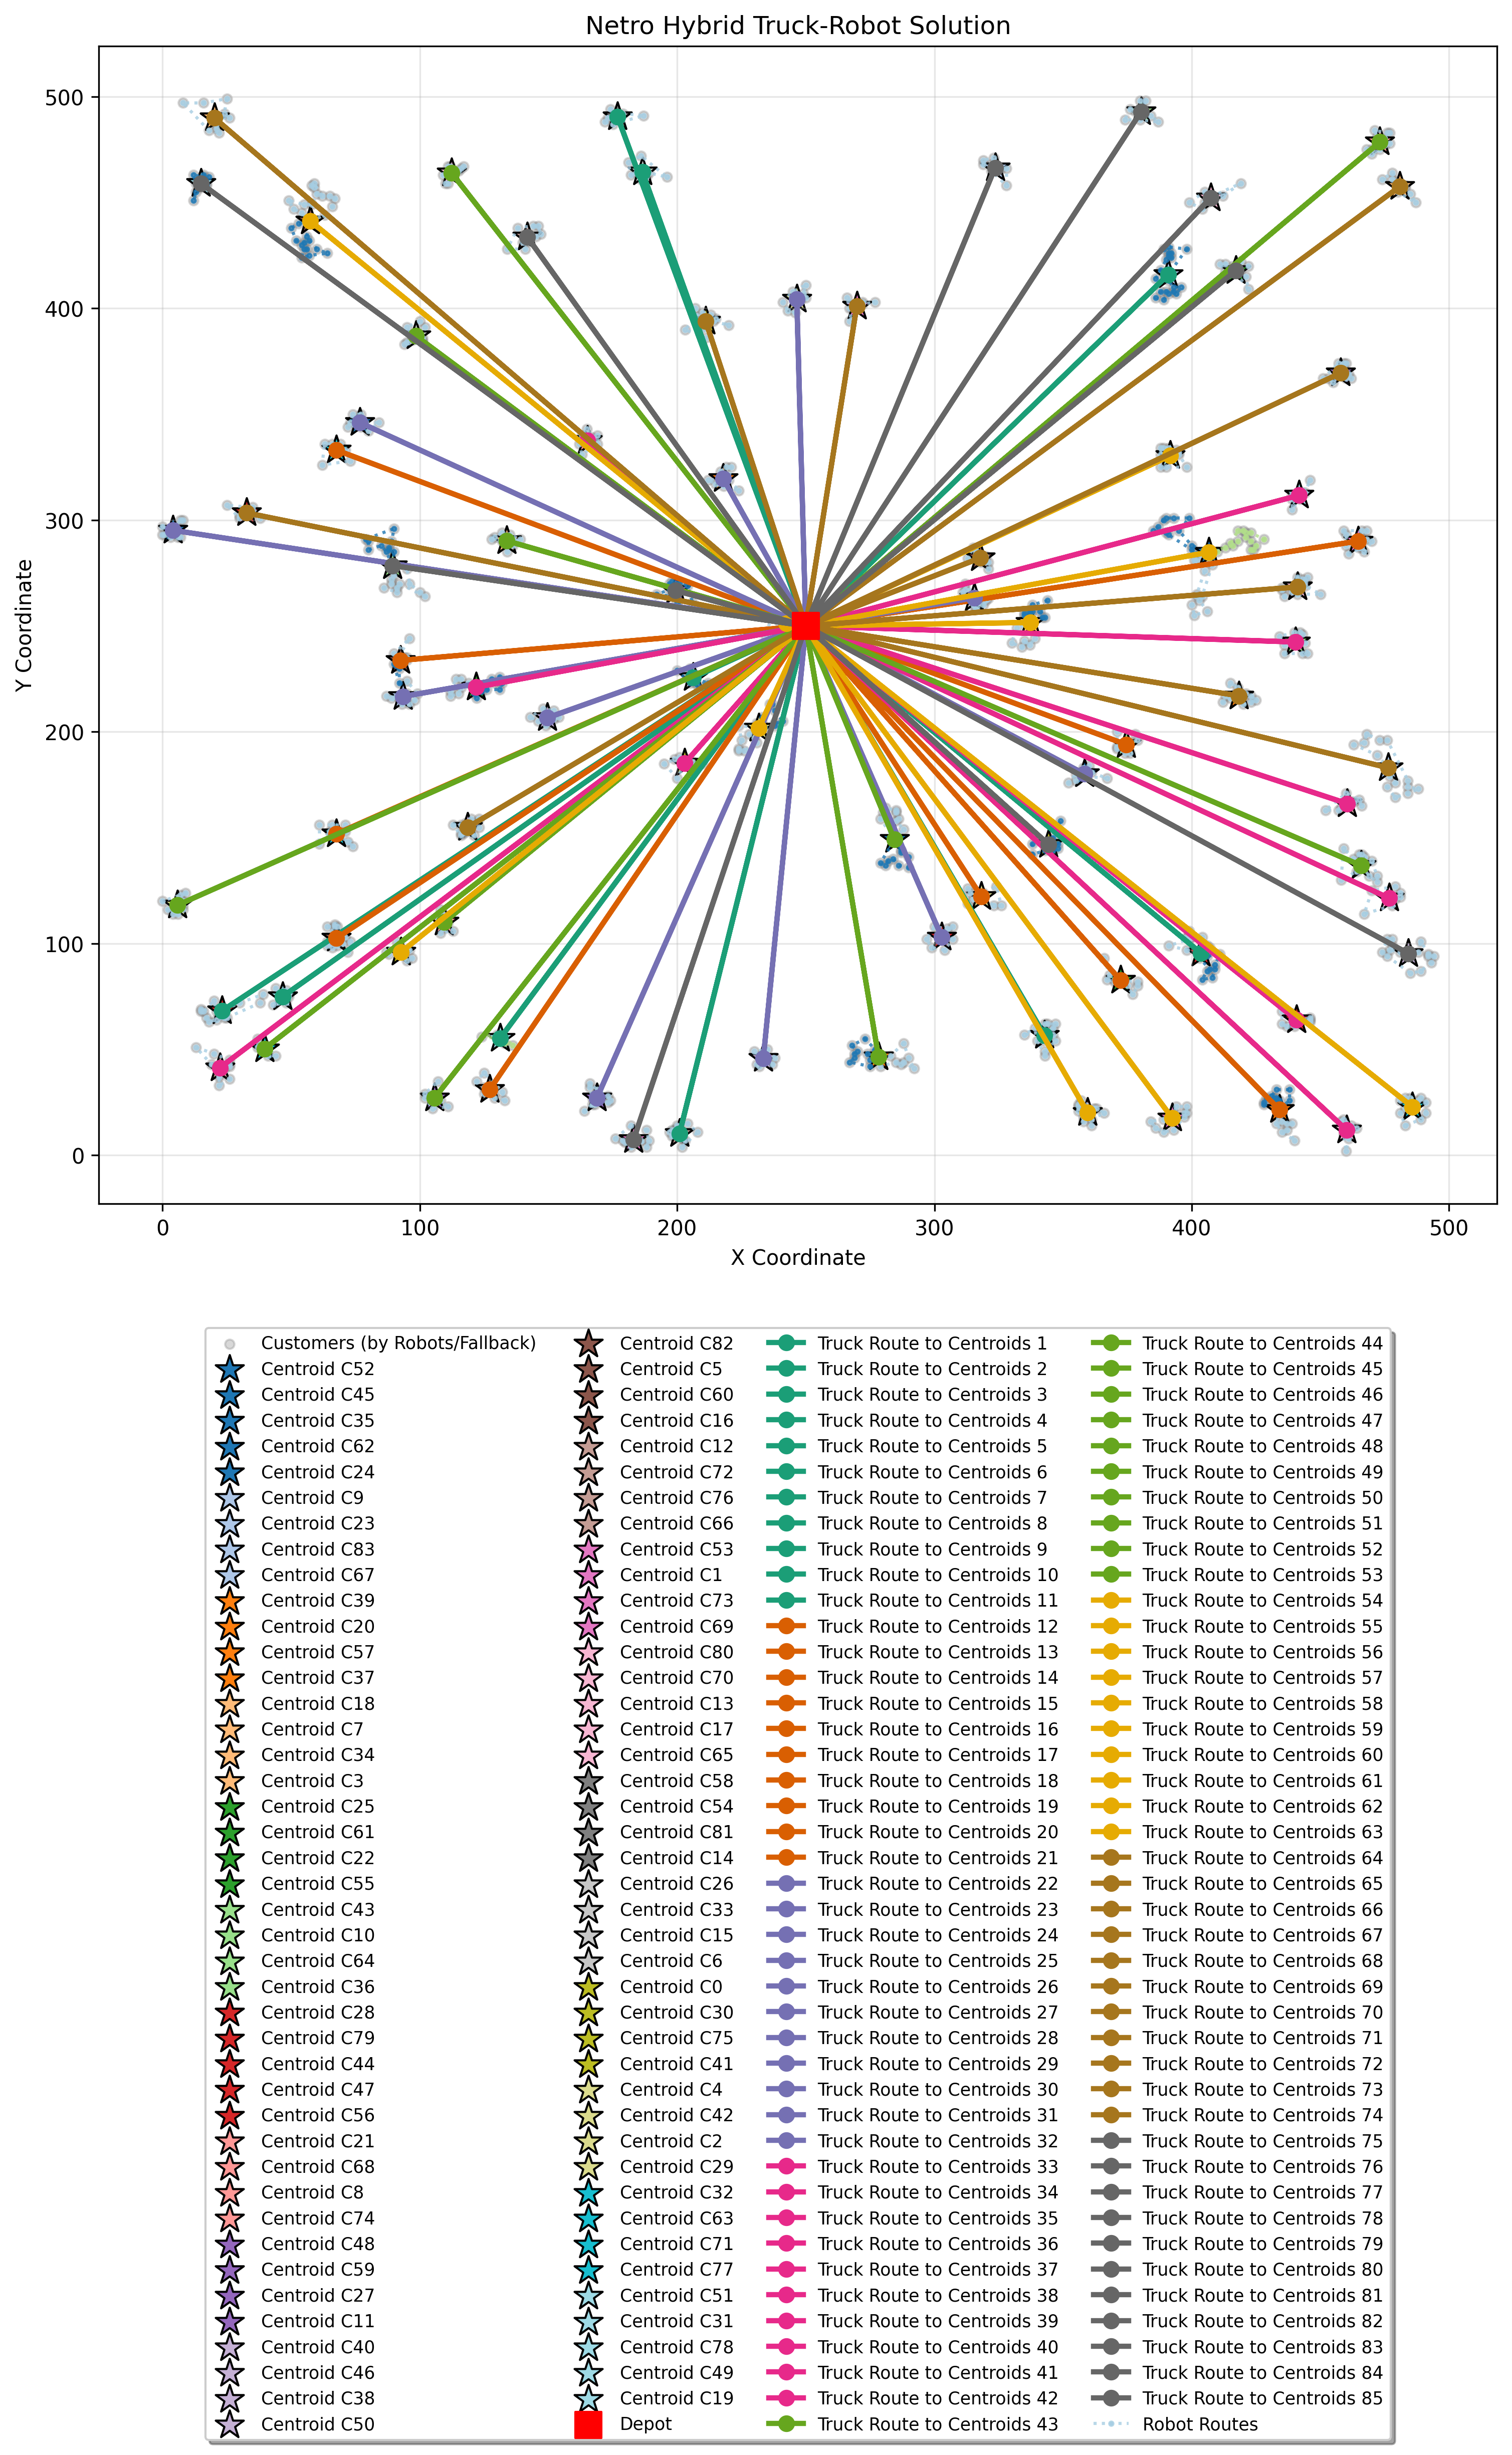 Netro Hybrid Truck-Robot Solution
500
400
300
200
100
0
Y Coordinate
0 100 200 300 400 500
X Coordinate
Customers (by Robots/Fallback)
Centroid C52
Centroid C45
Centroid C35
Centroid C62
Centroid C24
Centroid C9
Centroid C23
Centroid C83
Centroid C67
Centroid C39
Centroid C20
Centroid C57
Centroid C37
Centroid C18
Centroid C7
Centroid C34
Centroid C3
Centroid C25
Centroid C61
Centroid C22
Centroid C55
Centroid C43
Centroid C10
Centroid C64
Centroid C36
Centroid C28
Centroid C79
Centroid C44
Centroid C47
Centroid C56
Centroid C21
Centroid C68
Centroid C8
Centroid C74
Centroid C48
Centroid C59
Centroid C27
Centroid C11
Centroid C40
Centroid C46
Centroid C38
Centroid C50
Centroid C82
Centroid C5
Centroid C60
Centroid C16
Centroid C12
Centroid C72
Centroid C76
Centroid C66
Centroid C53
Centroid C1
Centroid C73
Centroid C69
Centroid C80
Centroid C70
Centroid C13
Centroid C17
Centroid C65
Centroid C58
Centroid C54
Centroid C81
Centroid C14
Centroid C26
Centroid C33
Centroid C15
Centroid C6
Centroid C0
Centroid C30
Centroid C75
Centroid C41
Centroid C4
Centroid C42
Centroid C2
Centroid C29
Centroid C32
Centroid C63
Centroid C71
Centroid C77
Centroid C51
Centroid C31
Centroid C78
Centroid C49
Centroid C19
Depot
Truck Route to Centroids 1
Truck Route to Centroids 2
Truck Route to Centroids 3
Truck Route to Centroids 4
Truck Route to Centroids 5
Truck Route to Centroids 6
Truck Route to Centroids 7
Truck Route to Centroids 8
Truck Route to Centroids 9
Truck Route to Centroids 10
Truck Route to Centroids 11
Truck Route to Centroids 12
Truck Route to Centroids 13
Truck Route to Centroids 14
Truck Route to Centroids 15
Truck Route to Centroids 16
Truck Route to Centroids 17
Truck Route to Centroids 18
Truck Route to Centroids 19
Truck Route to Centroids 20
Truck Route to Centroids 21
Truck Route to Centroids 22
Truck Route to Centroids 23
Truck Route to Centroids 24
Truck Route to Centroids 25
Truck Route to Centroids 26
Truck Route to Centroids 27
Truck Route to Centroids 28
Truck Route to Centroids 29
Truck Route to Centroids 30
Truck Route to Centroids 31
Truck Route to Centroids 32
Truck Route to Centroids 33
Truck Route to Centroids 34
Truck Route to Centroids 35
Truck Route to Centroids 36
Truck Route to Centroids 37
Truck Route to Centroids 38
Truck Route to Centroids 39
Truck Route to Centroids 40
Truck Route to Centroids 41
Truck Route to Centroids 42
Truck Route to Centroids 43
Truck Route to Centroids 44
Truck Route to Centroids 45
Truck Route to Centroids 46
Truck Route to Centroids 47
Truck Route to Centroids 48
Truck Route to Centroids 49
Truck Route to Centroids 50
Truck Route to Centroids 51
Truck Route to Centroids 52
Truck Route to Centroids 53
Truck Route to Centroids 54
Truck Route to Centroids 55
Truck Route to Centroids 56
Truck Route to Centroids 57
Truck Route to Centroids 58
Truck Route to Centroids 59
Truck Route to Centroids 60
Truck Route to Centroids 61
Truck Route to Centroids 62
Truck Route to Centroids 63
Truck Route to Centroids 64
Truck Route to Centroids 65
Truck Route to Centroids 66
Truck Route to Centroids 67
Truck Route to Centroids 68
Truck Route to Centroids 69
Truck Route to Centroids 70
Truck Route to Centroids 71
Truck Route to Centroids 72
Truck Route to Centroids 73
Truck Route to Centroids 74
Truck Route to Centroids 75
Truck Route to Centroids 76
Truck Route to Centroids 77
Truck Route to Centroids 78
Truck Route to Centroids 79
Truck Route to Centroids 80
Truck Route to Centroids 81
Truck Route to Centroids 82
Truck Route to Centroids 83
Truck Route to Centroids 84
Truck Route to Centroids 85
Robot Routes